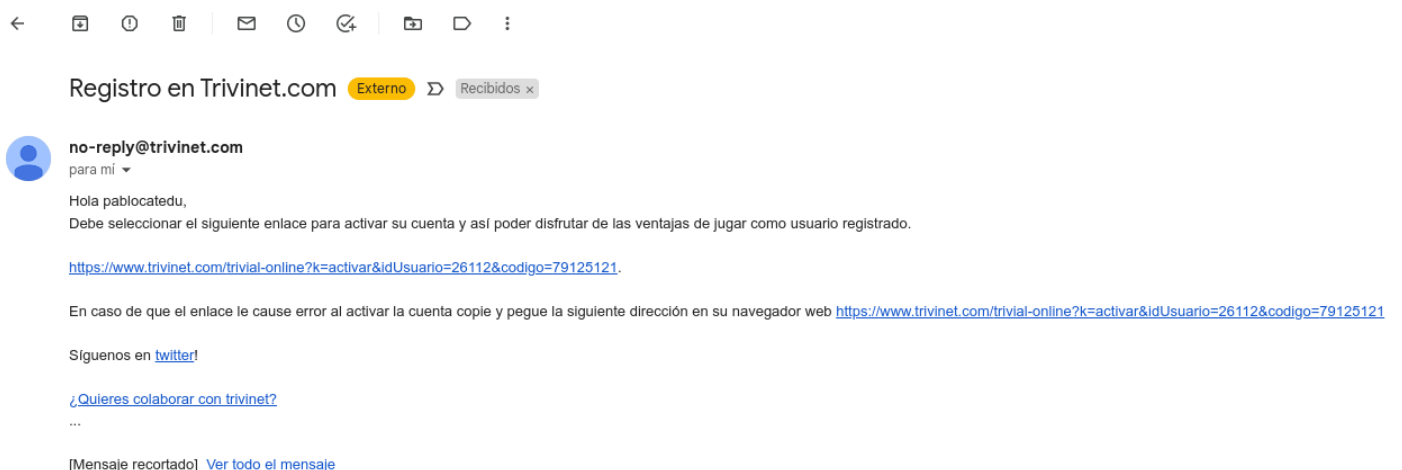 Registro en Trivinet.com Externo Recibidos ×
no-reply@trivinet.com
para mí
Hola pablocatedu,
Debe seleccionar el siguiente enlace para activar su cuenta y así poder disfrutar de las ventajas de jugar como usuario registrado.
https://www.trivinet.com/trivial-online?k=activar&idUsuario=26112&codigo=79125121.
En caso de que el enlace le cause error al activar la cuenta copie y pegue la siguiente dirección en su navegador web https://www.trivinet.com/trivial-online?k=activar&idUsuario=26112&codigo=79125121
Síguenos en twitter!
¿Quieres colaborar con trivinet?
...
[Mensaje recortado] Ver todo el mensaje